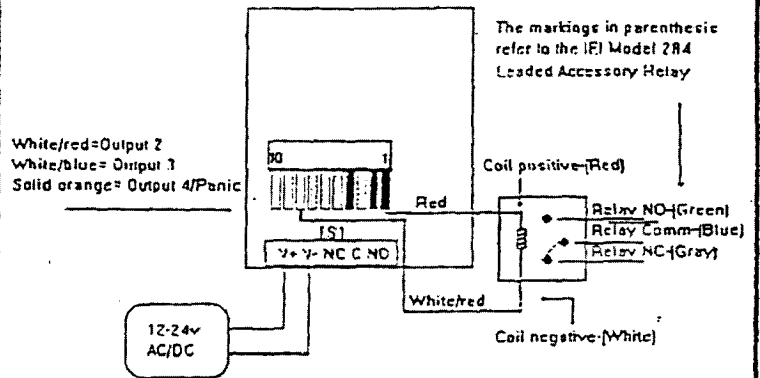 The markings in parenthesis
refer to the IEI Model 284
Leaded Accessory Relay
White/red=Output 2
White/blue= Output 3
Solid orange= Output 4/Panic
10 1
Coil positive-(Red)
Red
Relay NO-(Green)
Relay Comm-(Blue)
Relay NC-(Gray)
TS1
V+ V- NC C NO
White/red
12-24v
AC/DC
Coil negative-(White)